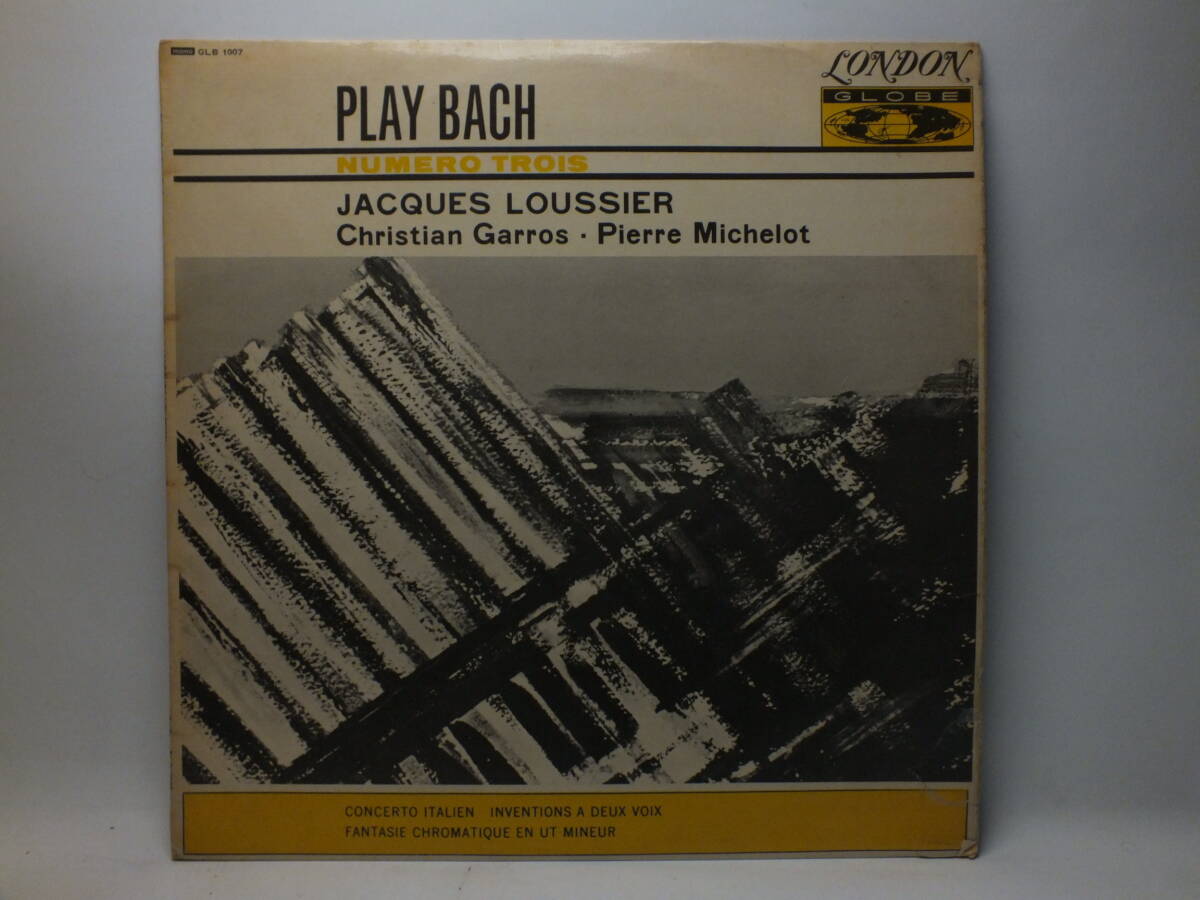 MONO GLB 1007
LONDON
GLOBE
PLAY BACH
NUMERO TROIS
JACQUES LOUSSIER
Christian Garros · Pierre Michelot
CONCERTO ITALIEN INVENTIONS A DEUX VOIX
FANTASIE CHROMATIQUE EN UT MINEUR